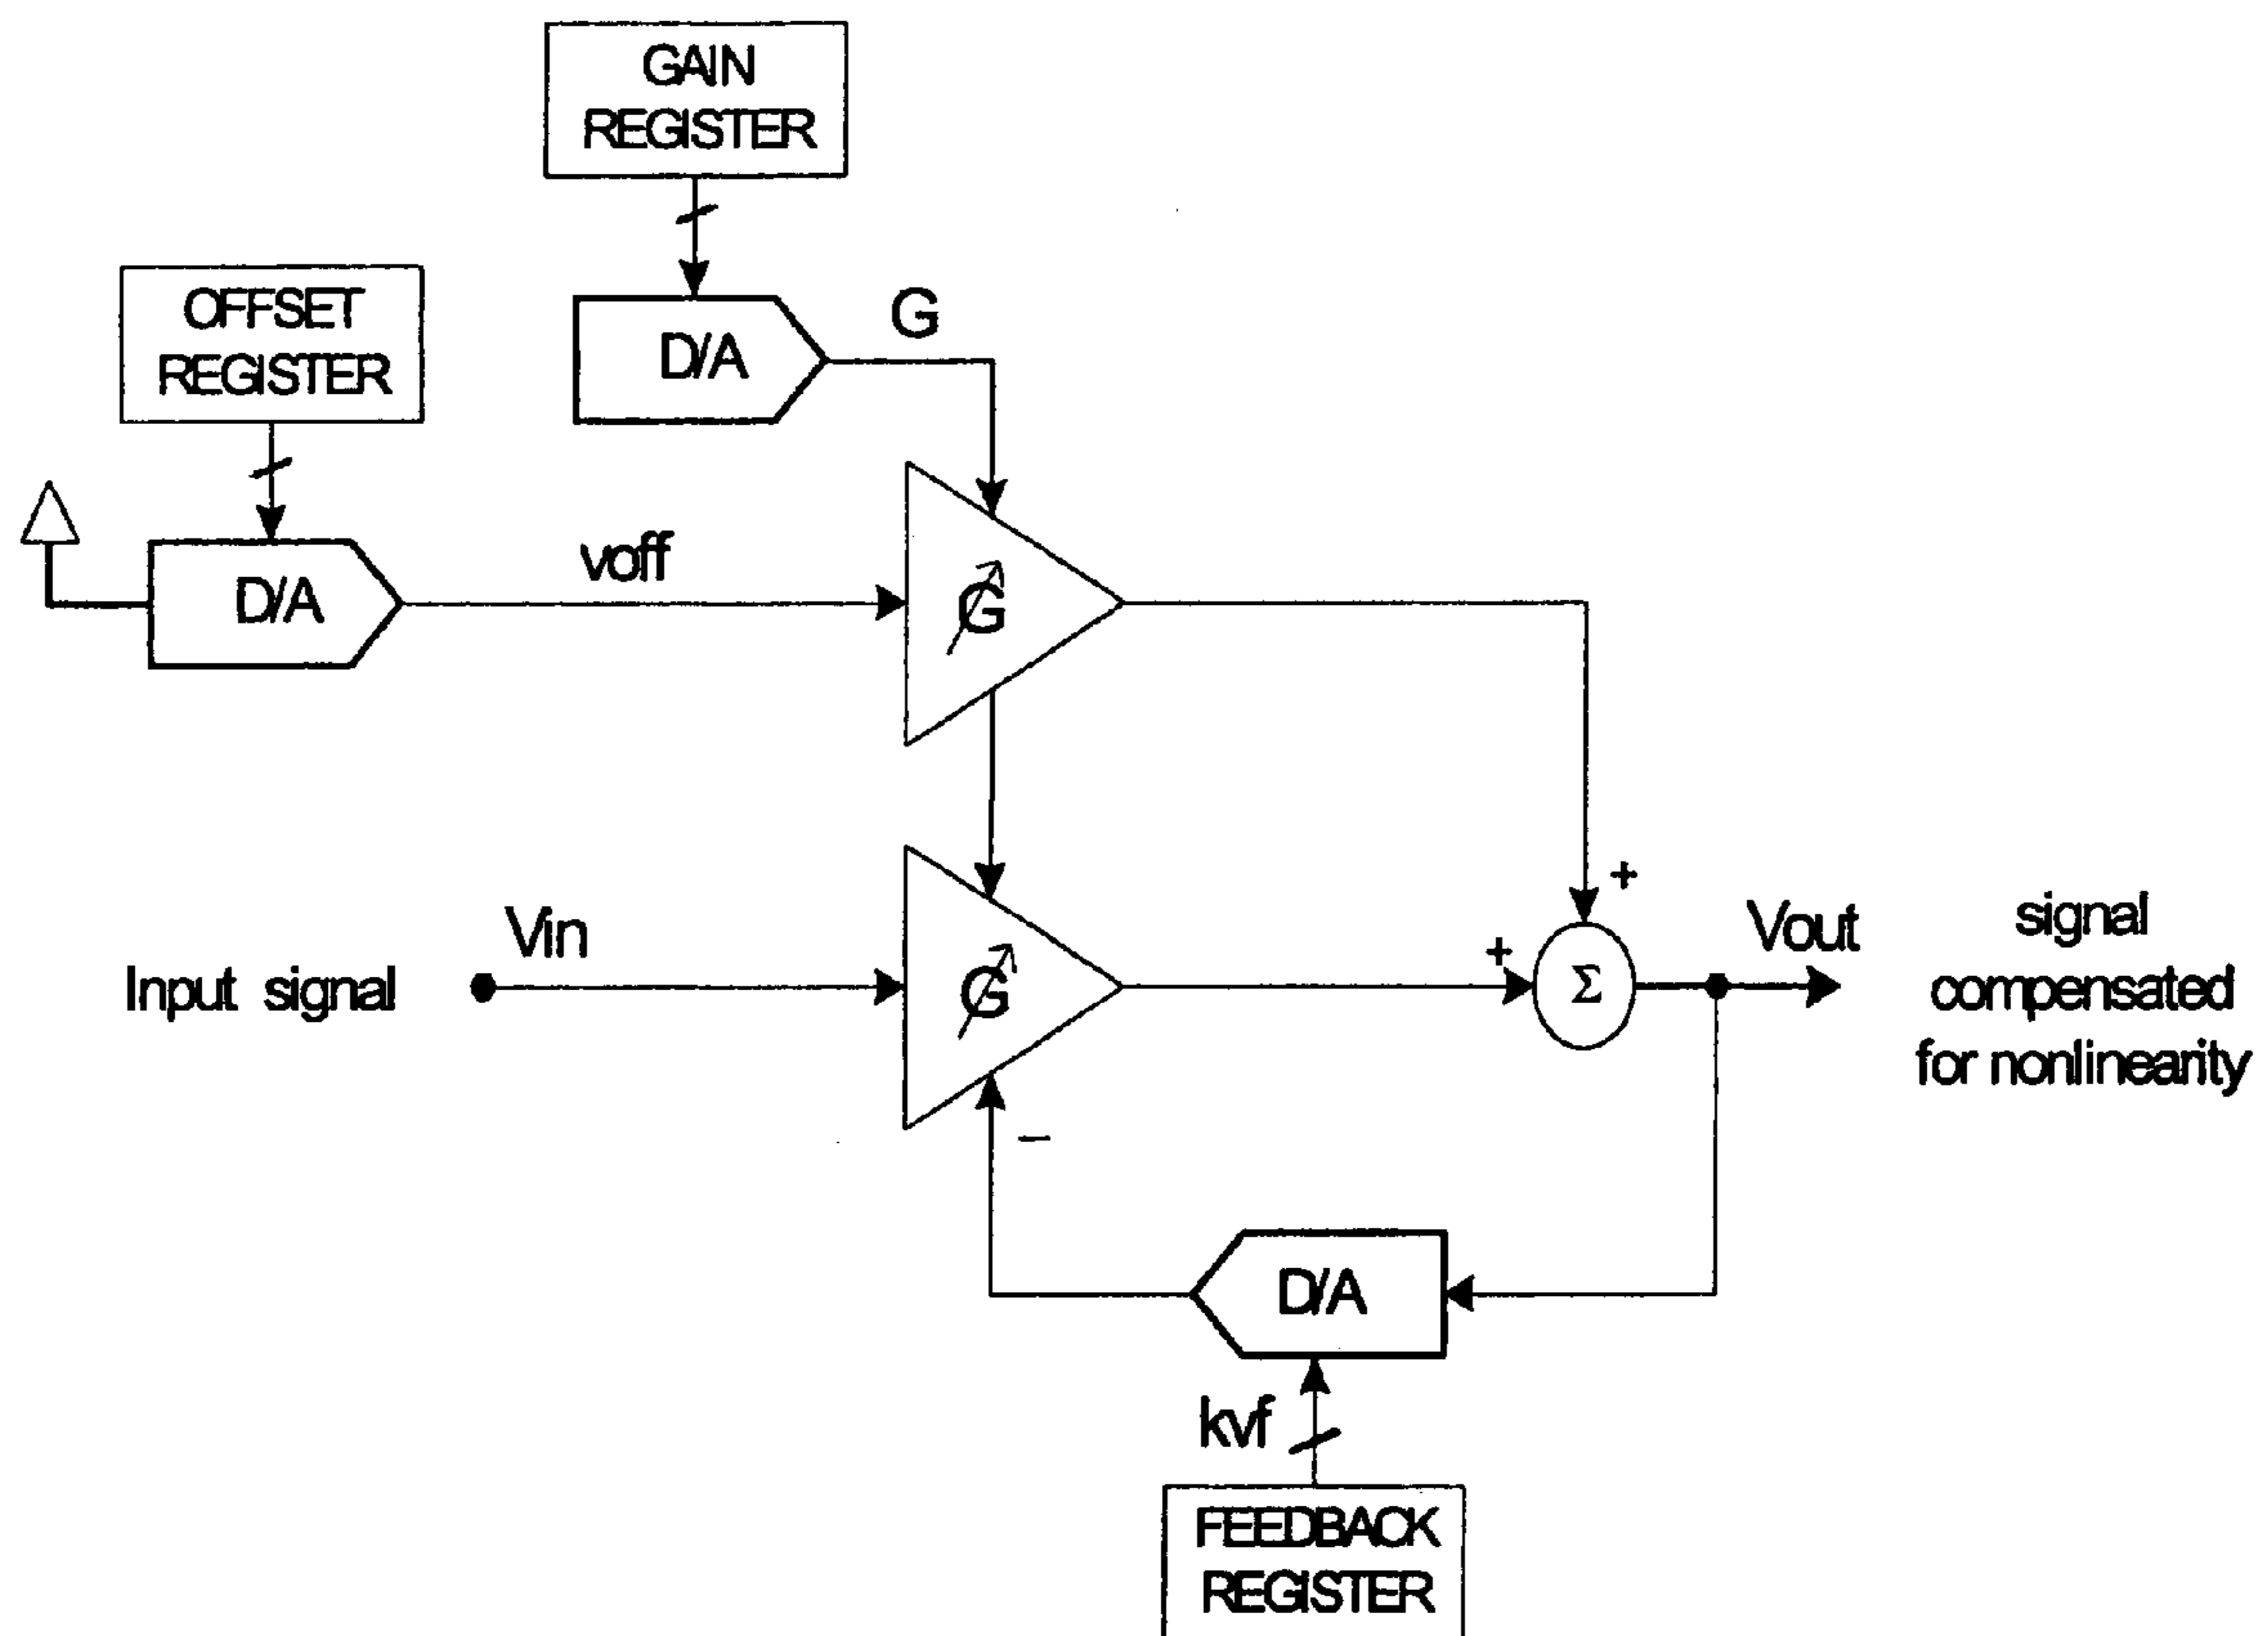 GAIN
REGISTER
OFFSET
REGISTER
D/A
G
D/A
voff
G
Input signal
Vin
G
+
+
Σ
Vout
signal
compensated
for nonlinearity
−
D/A
kvf
FEEDBACK
REGISTER